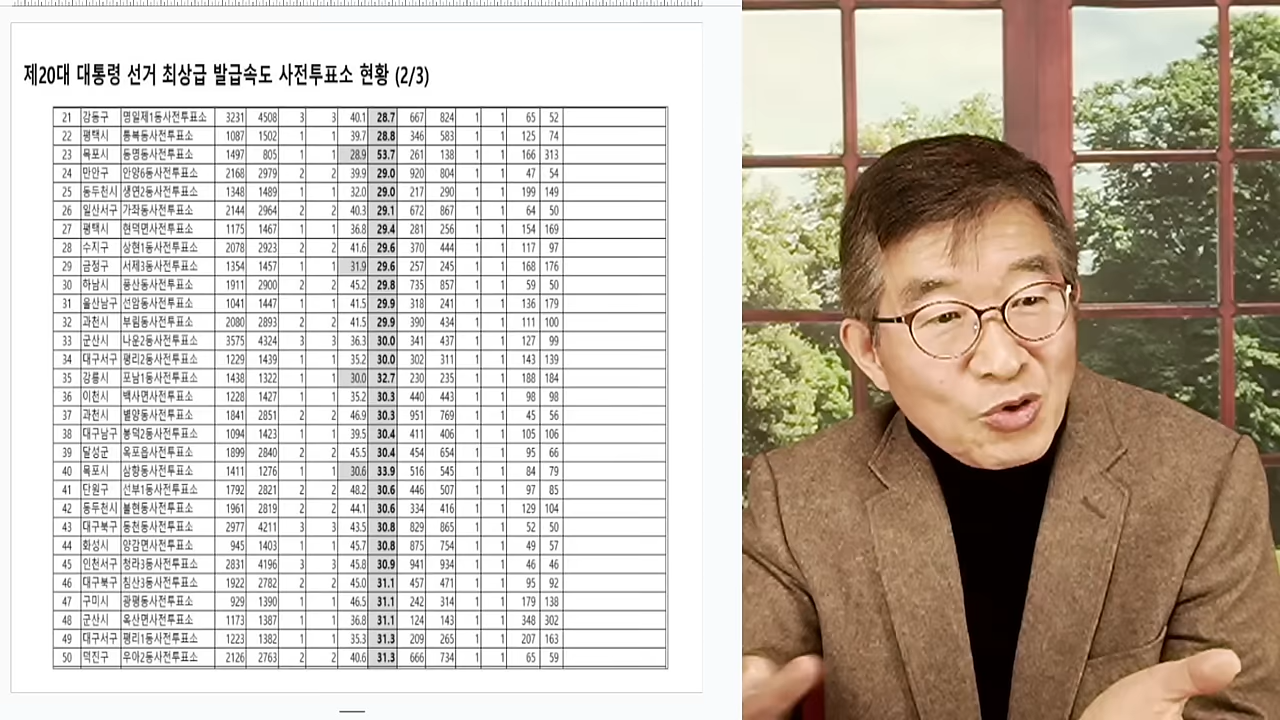 제20대 대통령 선거 최상급 발급속도 사전투표소 현황 (2/3)
21 강동구 명일제1동사전투표소 3231 4508 3 3 40.1 28.7 667 824 1 1 65 52
22 평택시 통복동사전투표소 1087 1502 1 1 39.7 28.8 346 583 1 1 125 74
23 목포시 동명동사전투표소 1497 805 1 1 28.9 53.7 261 138 1 1 166 313
24 만안구 안양6동사전투표소 2168 2979 2 2 39.9 29.0 920 804 1 1 47 54
25 동두천시 생연2동사전투표소 1348 1489 1 1 32.0 29.0 217 290 1 1 199 149
26 일산서구 가좌동사전투표소 2144 2964 2 2 40.3 29.1 672 867 1 1 64 50
27 평택시 현덕면사전투표소 1175 1467 1 1 36.8 29.4 281 256 1 1 154 169
28 수지구 상현1동사전투표소 2078 2923 2 2 41.6 29.6 370 444 1 1 117 97
29 금정구 서제3동사전투표소 1354 1457 1 1 31.9 29.6 257 245 1 1 168 176
30 하남시 풍산동사전투표소 1911 2900 2 2 45.2 29.8 735 857 1 1 59 50
31 울산남구 선암동사전투표소 1041 1447 1 1 41.5 29.9 318 241 1 1 136 179
32 과천시 부림동사전투표소 2080 2893 2 2 41.5 29.9 390 434 1 1 111 100
33 군산시 나운2동사전투표소 3575 4324 3 3 36.3 30.0 341 437 1 1 127 99
34 대구서구 평리2동사전투표소 1229 1439 1 1 35.2 30.0 302 311 1 1 143 139
35 강릉시 포남1동사전투표소 1438 1322 1 1 30.0 32.7 230 235 1 1 188 184
36 이천시 백사면사전투표소 1228 1427 1 1 35.2 30.3 440 443 1 1 98 98
37 과천시 별양동사전투표소 1841 2851 2 2 46.9 30.3 951 769 1 1 45 56
38 대구남구 봉덕2동사전투표소 1094 1423 1 1 39.5 30.4 411 406 1 1 105 106
39 달성군 옥포읍사전투표소 1899 2840 2 2 45.5 30.4 454 654 1 1 95 66
40 목포시 삼향동사전투표소 1411 1276 1 1 30.6 33.9 516 545 1 1 84 79
41 단원구 선부1동사전투표소 1792 2821 2 2 48.2 30.6 446 507 1 1 97 85
42 동두천시 불현동사전투표소 1961 2819 2 2 44.1 30.6 334 416 1 1 129 104
43 대구북구 동천동사전투표소 2977 4211 3 3 43.5 30.8 829 865 1 1 52 50
44 화성시 양감면사전투표소 945 1403 1 1 45.7 30.8 875 754 1 1 49 57
45 인천서구 청라3동사전투표소 2831 4196 3 3 45.8 30.9 941 934 1 1 46 46
46 대구북구 침산3동사전투표소 1922 2782 2 2 45.0 31.1 457 471 1 1 95 92
47 구미시 광평동사전투표소 929 1390 1 1 46.5 31.1 242 314 1 1 179 138
48 군산시 옥산면사전투표소 1173 1387 1 1 36.8 31.1 124 143 1 1 348 302
49 대구서구 평리1동사전투표소 1223 1382 1 1 35.3 31.3 209 265 1 1 207 163
50 덕진구 우아2동사전투표소 2126 2763 2 2 40.6 31.3 666 734 1 1 65 59